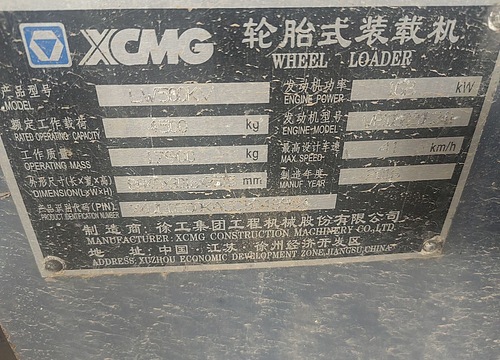 XCMG 轮胎式装载机
WHEEL LOADER
产品型号
MODEL
发动机功率 kW
ENGINE POWER
额定工作载荷 kg
RATED OPERATING CAPACITY
发动机型号
ENGINE MODEL
工作质量 kg
OPERATING MASS
最高设计车速 km/h
MAX.SPEED
外形尺寸(长×宽×高) mm
DIMENSION(L×W×H)
制造年度
MANUF YEAR
产品识别代码(PIN)
PRODUCT IDENTIFICATION NUMBER
制造商:徐工集团工程机械股份有限公司
MANUFACTURER:XCMG CONSTRUCTION MACHINERY CO.,LTD.
地址:中国·江苏·徐州经济开发区
ADDRESS:XUZHOU ECONOMIC DEVELOPMENT ZONE,JIANGSU,CHINA